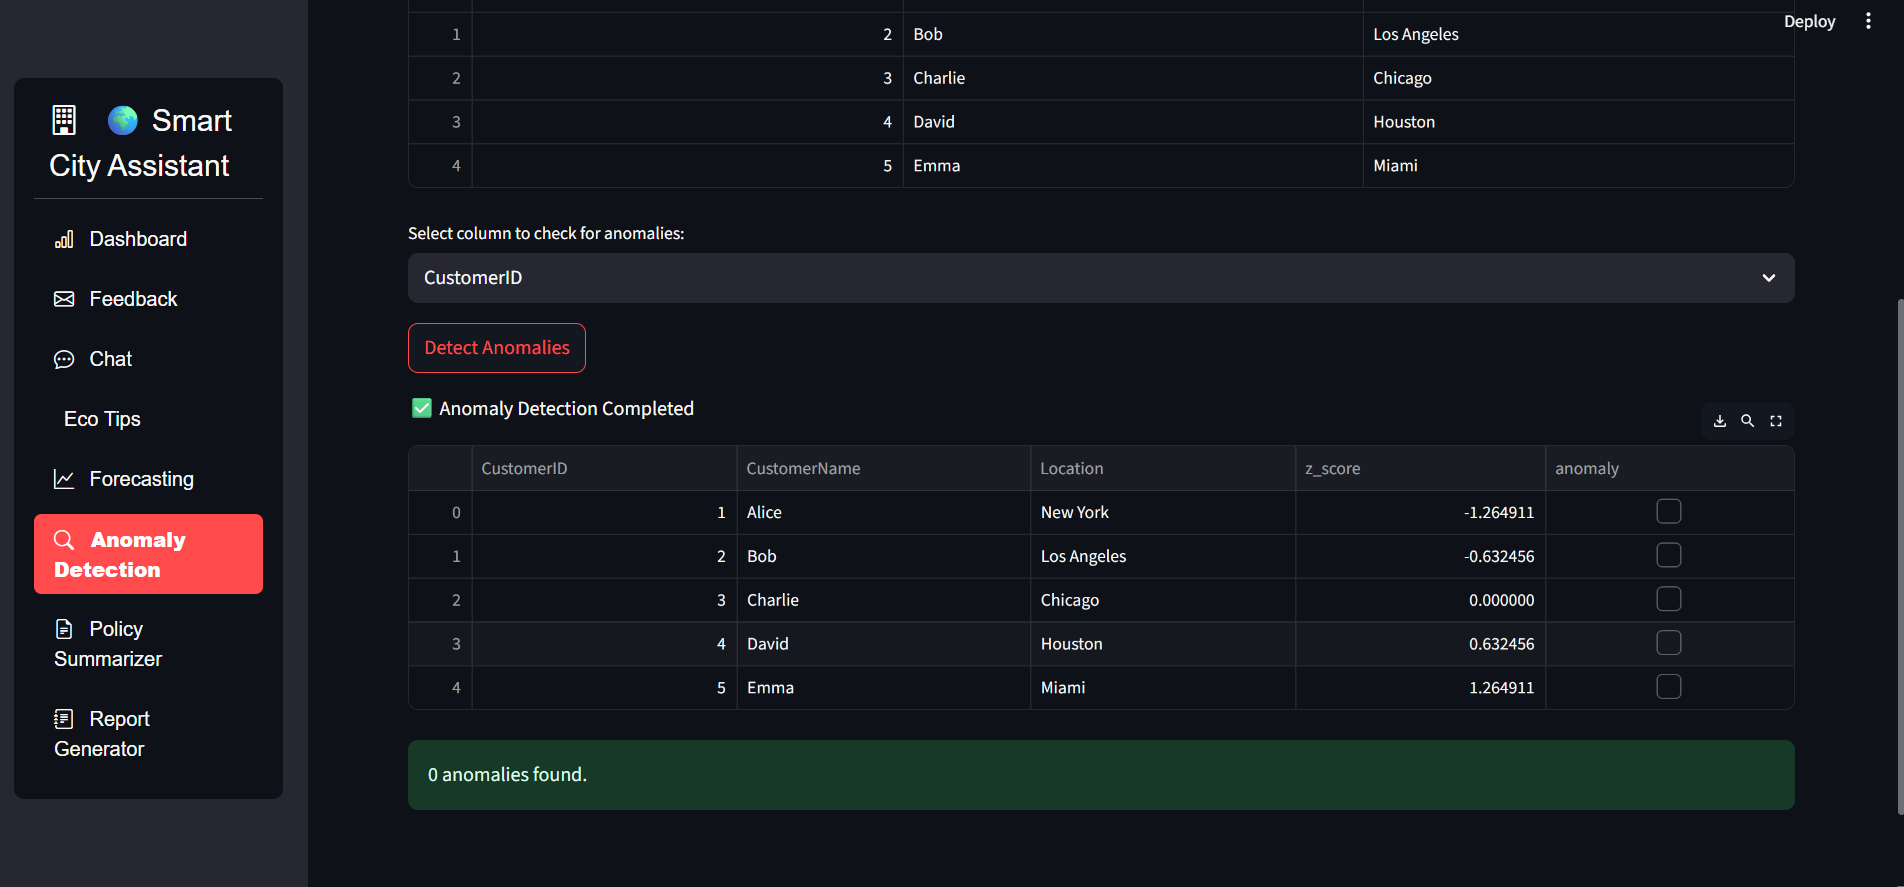 Deploy
Smart
City Assistant
Dashboard
Feedback
Chat
Eco Tips
Forecasting
Anomaly
Detection
Policy
Summarizer
Report
Generator
1 2 Bob Los Angeles
2 3 Charlie Chicago
3 4 David Houston
4 5 Emma Miami
Select column to check for anomalies:
CustomerID
Detect Anomalies
Anomaly Detection Completed
CustomerID CustomerName Location z_score anomaly
0 1 Alice New York -1.264911
1 2 Bob Los Angeles -0.632456
2 3 Charlie Chicago 0.000000
3 4 David Houston 0.632456
4 5 Emma Miami 1.264911
0 anomalies found.